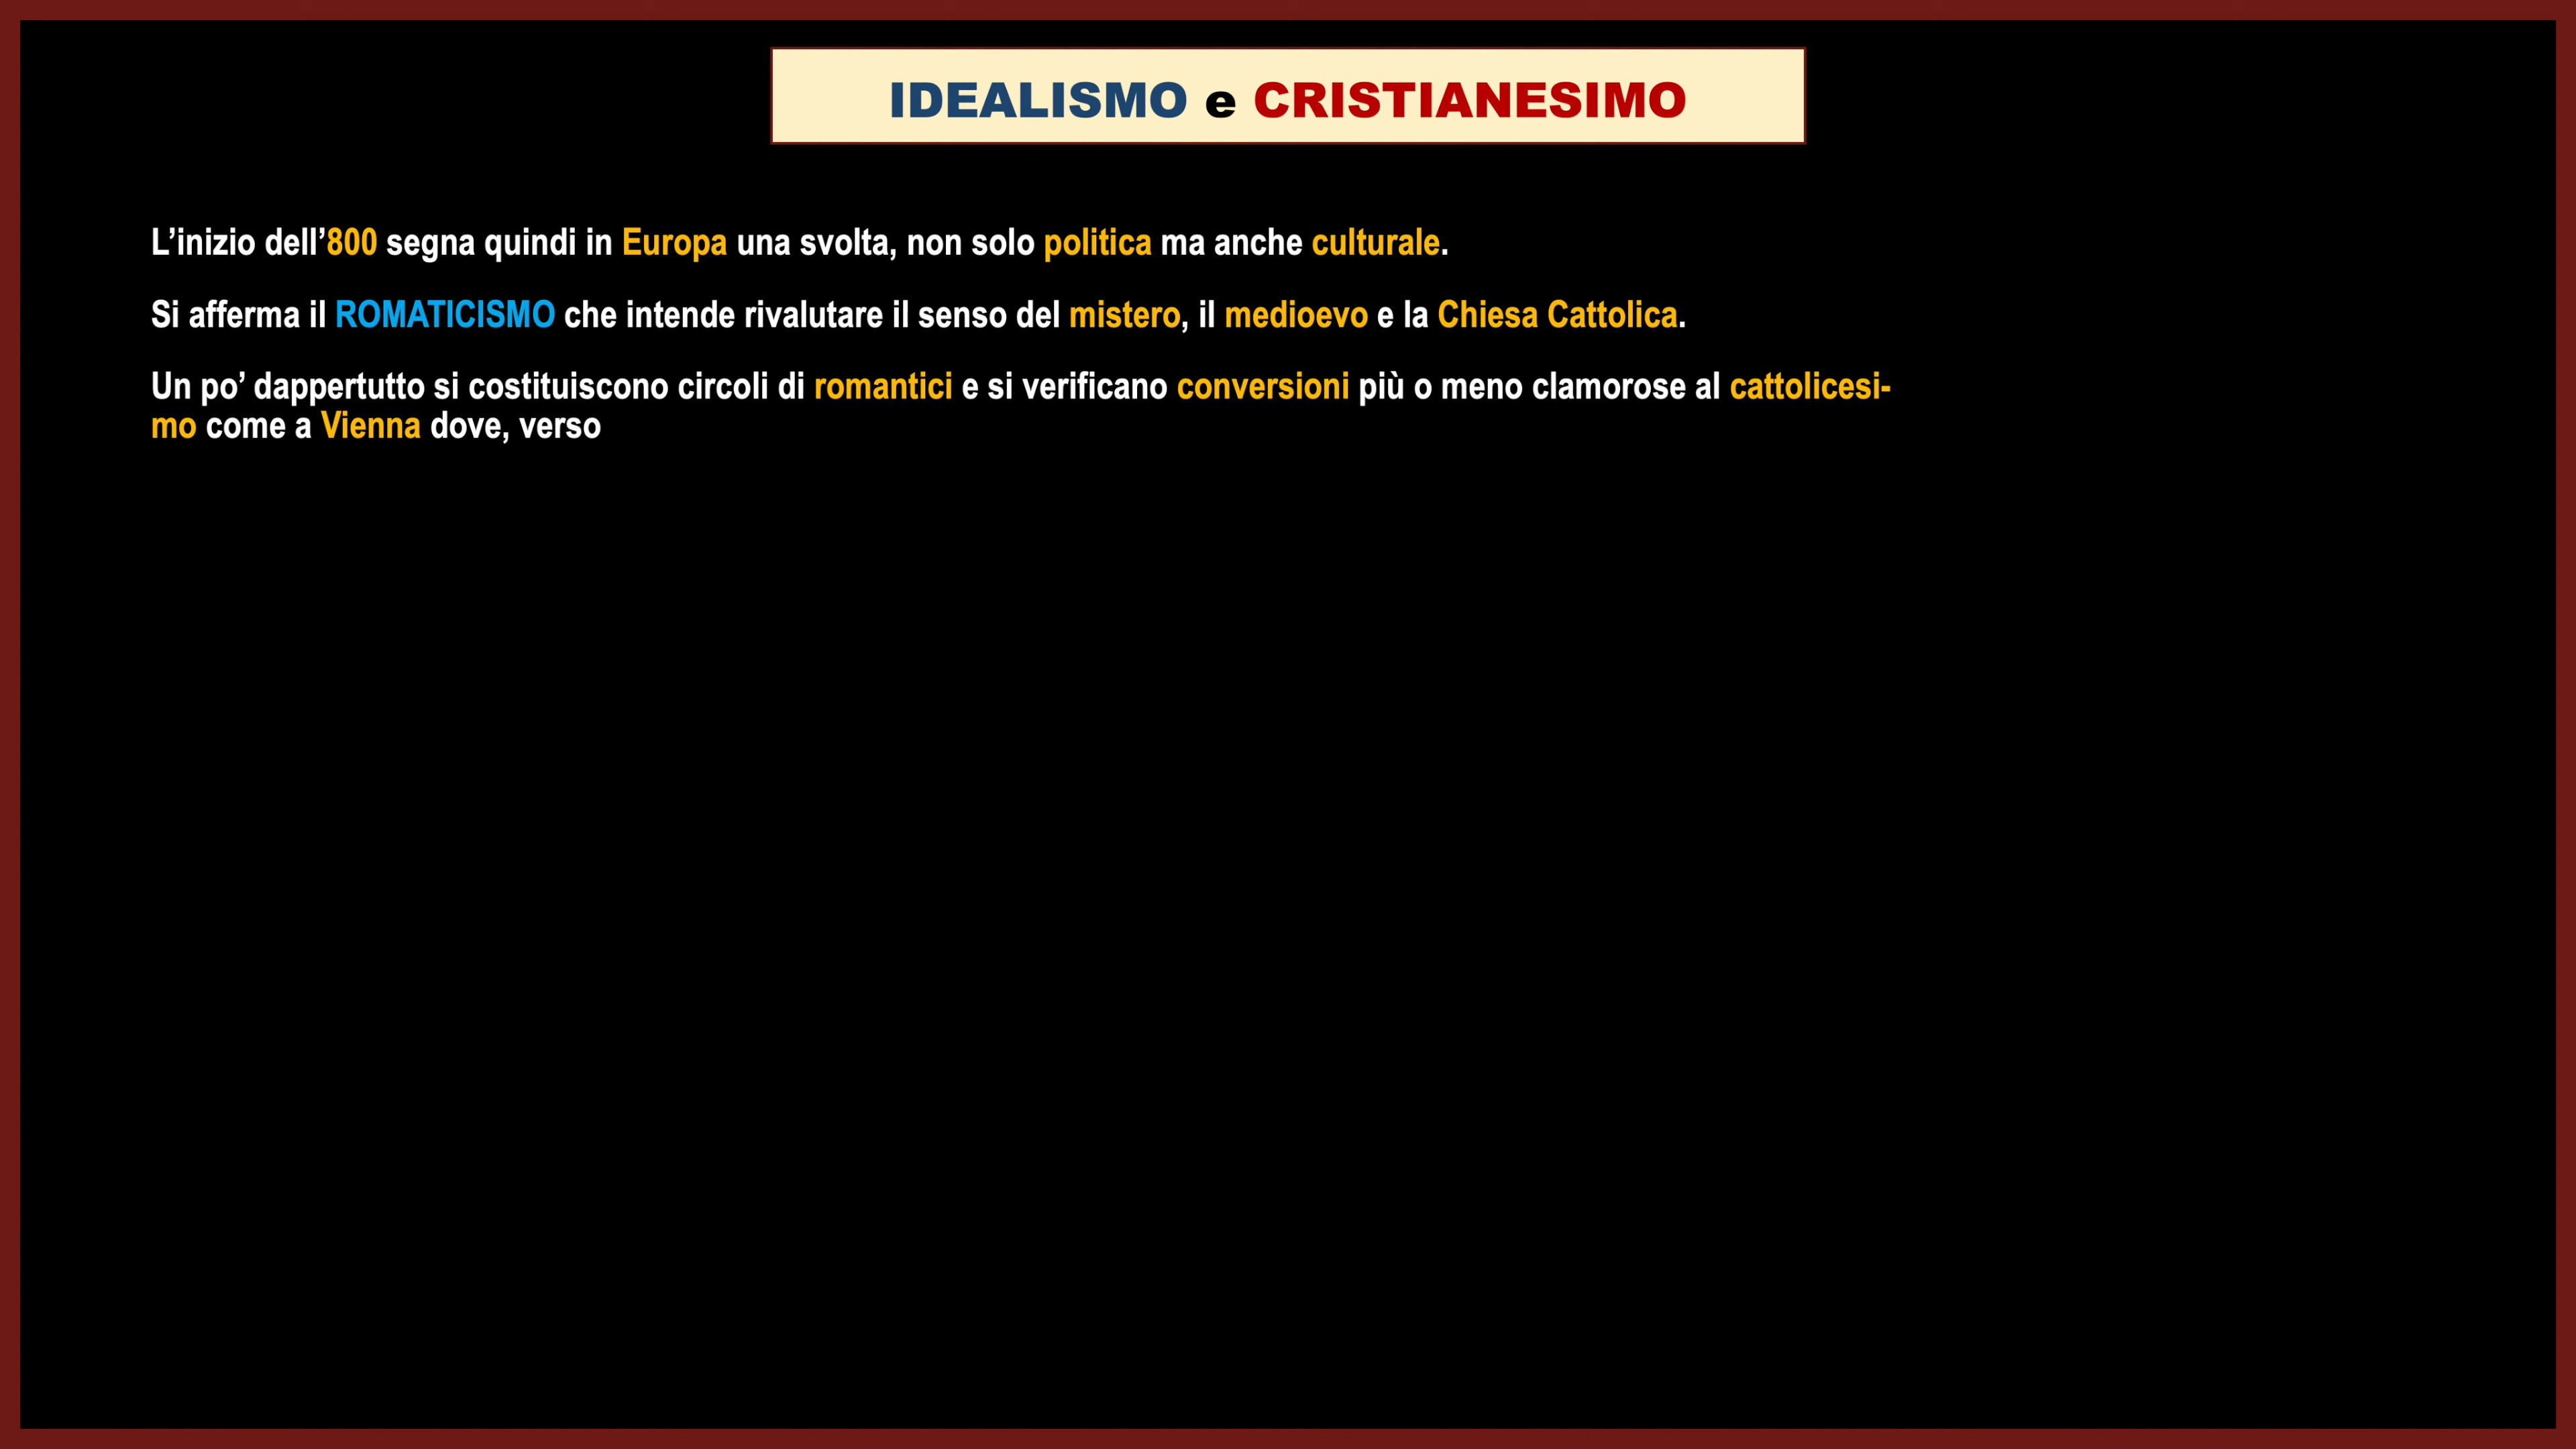 IDEALISMO e CRISTIANESIMO
L’inizio dell’800 segna quindi in Europa una svolta, non solo politica ma anche culturale.
Si afferma il ROMATICISMO che intende rivalutare il senso del mistero, il medioevo e la Chiesa Cattolica.
Un po’ dappertutto si costituiscono circoli di romantici e si verificano conversioni più o meno clamorose al cattolicesi-
mo come a Vienna dove, verso